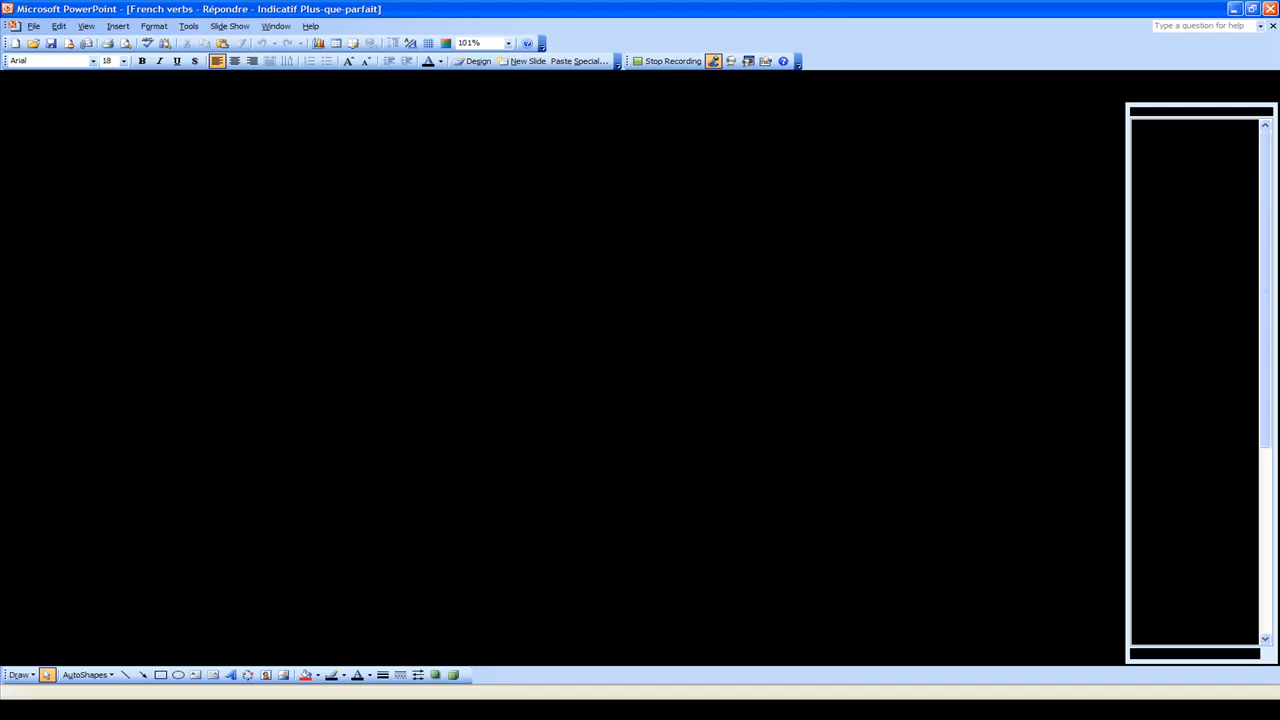 Microsoft PowerPoint - [French verbs - Répondre - Indicatif Plus-que-parfait]
File Edit View Insert Format Tools Slide Show Window Help Type a question for help
101%
Arial 18 B I U S A Design New Slide Paste Special... Stop Recording
Draw AutoShapes A